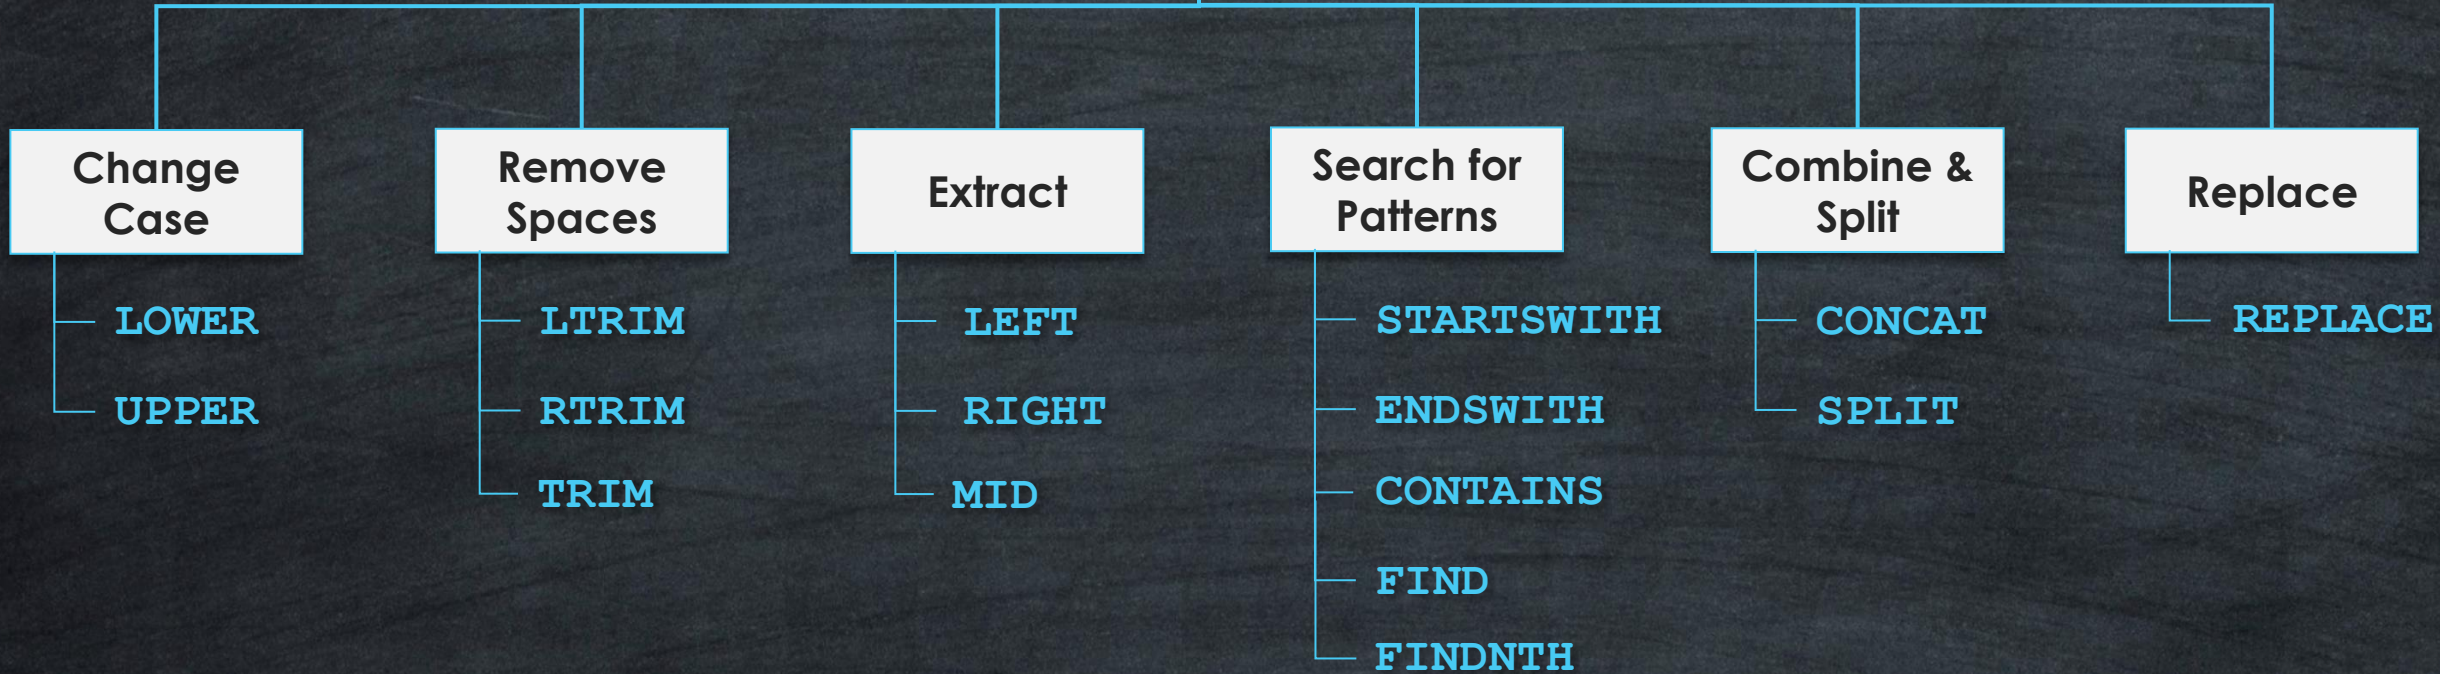 Change
Case
LOWER
UPPER
Remove
Spaces
LTRIM
RTRIM
TRIM
Extract
LEFT
RIGHT
MID
Search for
Patterns
STARTSWITH
ENDSWITH
CONTAINS
FIND
FINDNTH
Combine &
Split
CONCAT
SPLIT
Replace
REPLACE